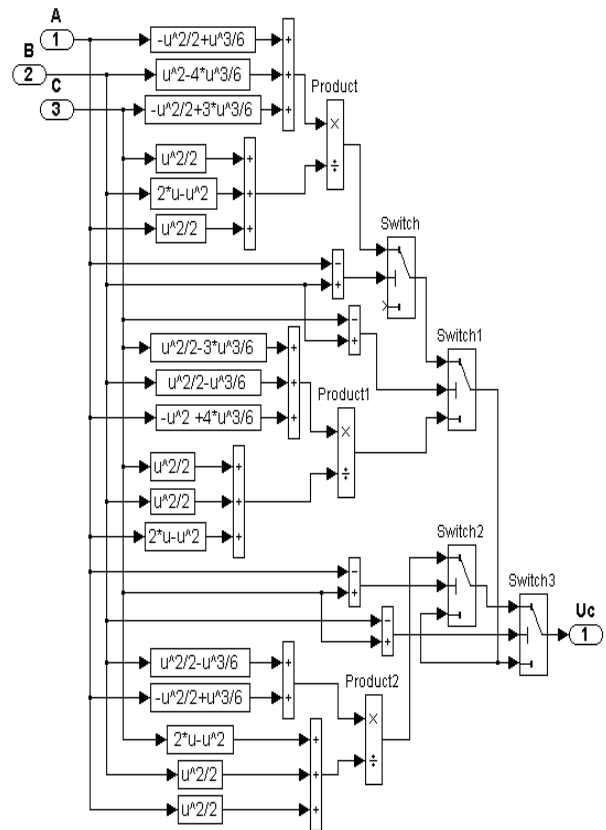 A
1
-u^2/2+u^3/6
+
B
2
u^2-4*u^3/6
+
Product
C
3
-u^2/2+3*u^3/6
+
×
u^2/2
+
÷
2*u-u^2
+
u^2/2
+
Switch
-
+
-
+
Switch1
u^2/2-3*u^3/6
+
u^2/2-u^3/6
+
Product1
-u^2 +4*u^3/6
+
×
u^2/2
+
÷
u^2/2
+
2*u-u^2
+
Switch2
-
+
Switch3
Uc
1
-
+
u^2/2-u^3/6
+
-u^2/2+u^3/6
+
Product2
×
2*u-u^2
+
÷
u^2/2
+
u^2/2
+